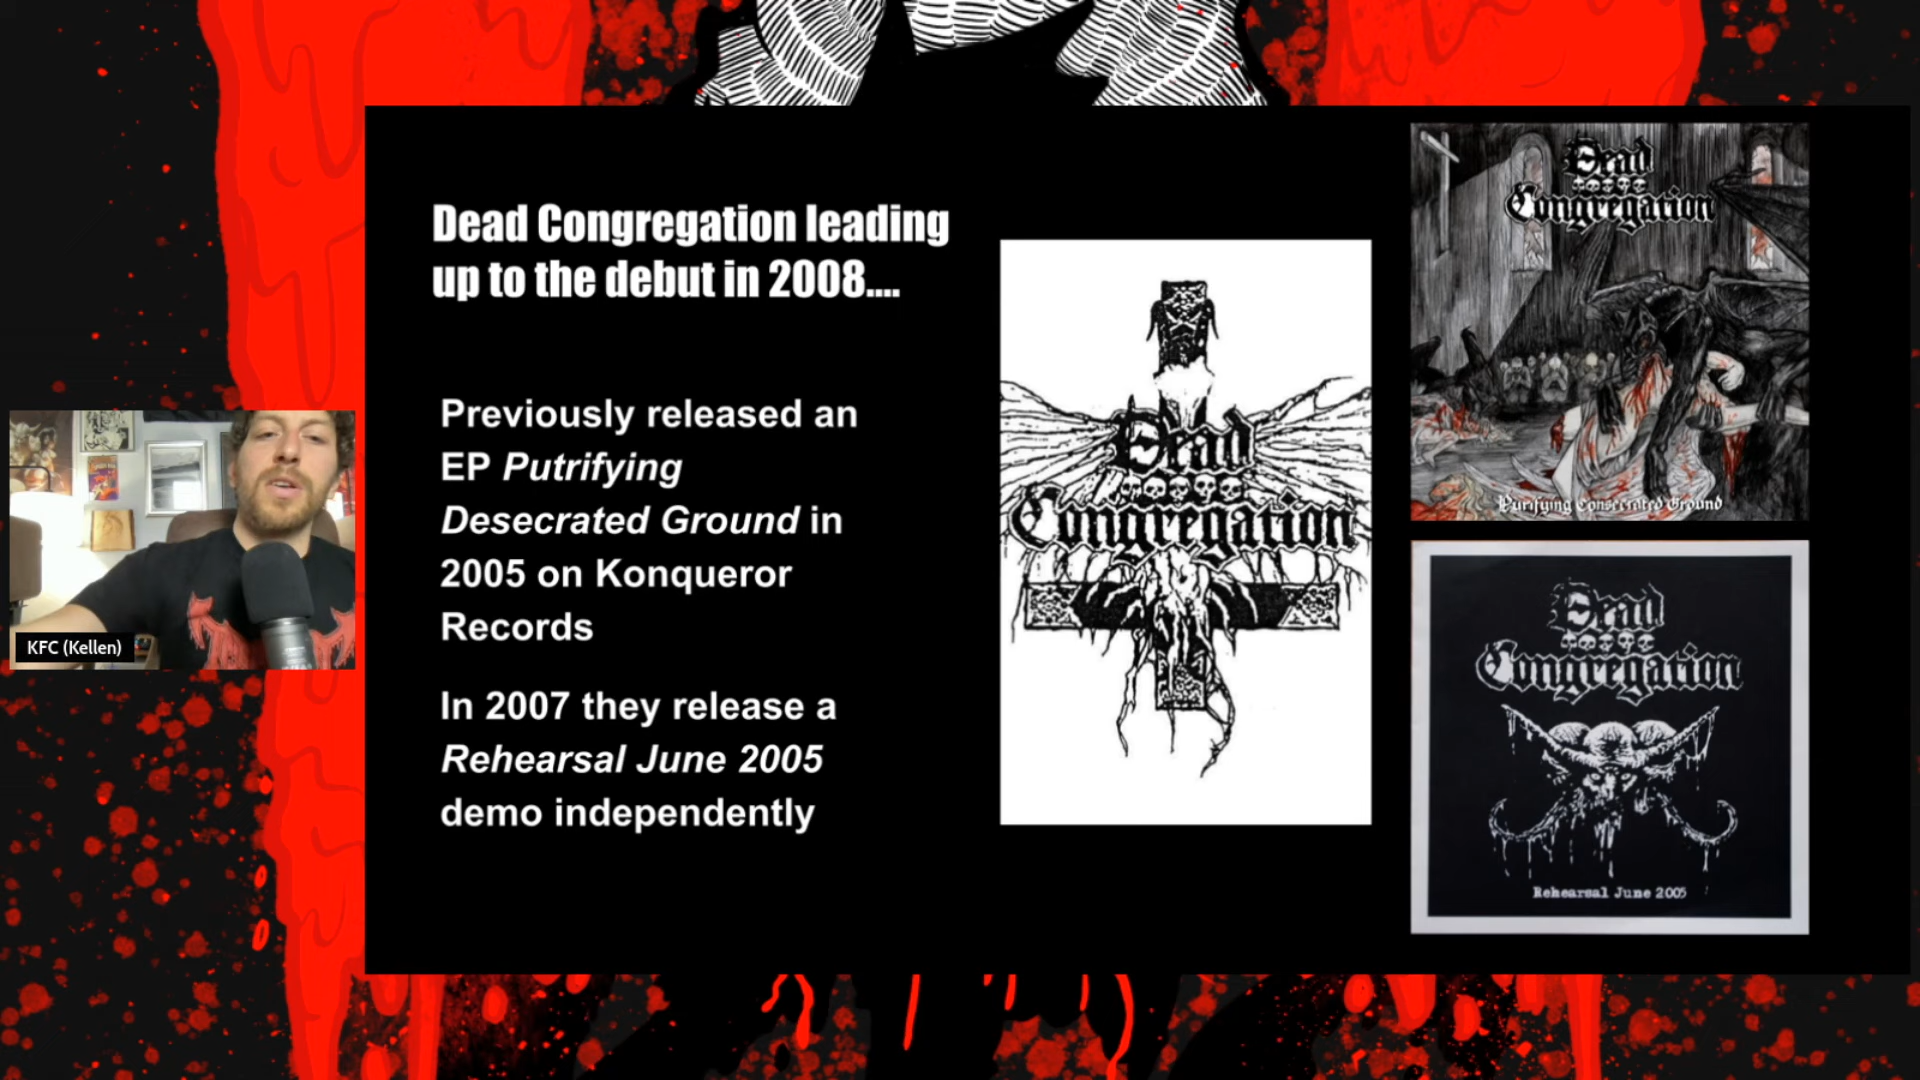 Dead Congregation leading
up to the debut in 2008....
Previously released an
EP Putrifying
Desecrated Ground in
2005 on Konqueror
Records
In 2007 they release a
Rehearsal June 2005
demo independently
Dead
Congregation
Dead
Congregation
Purifying Consecrated Ground
Dead
Congregation
Rehearsal June 2005
KFC (Kellen)